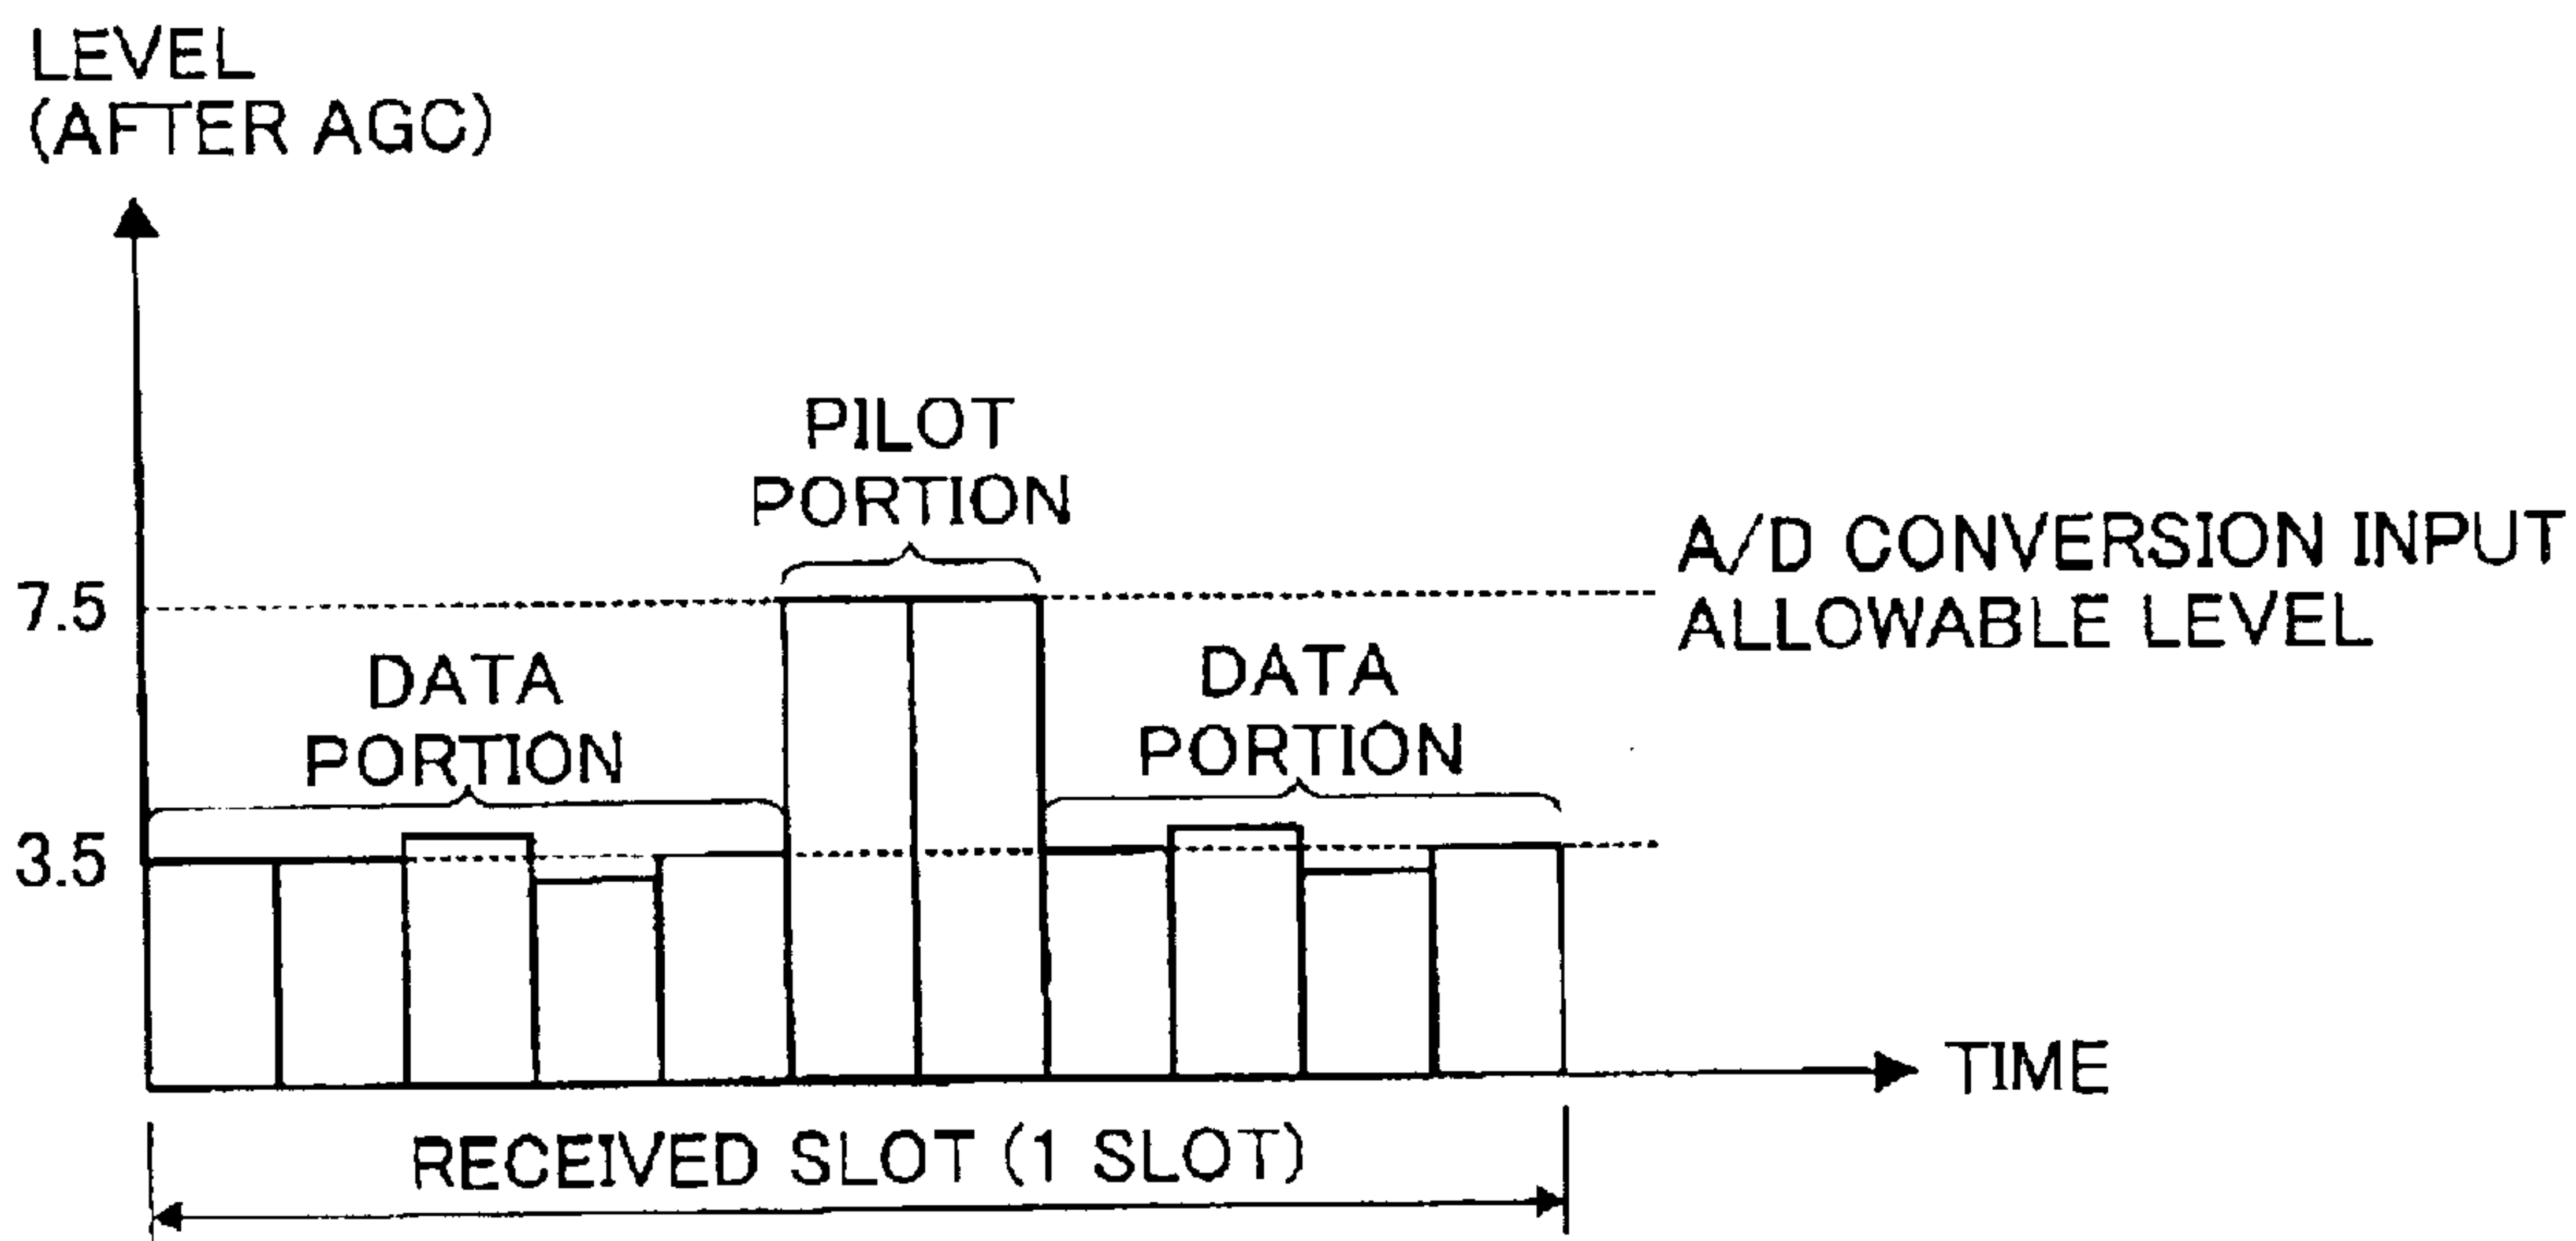 LEVEL
(AFTER AGC)
PILOT
PORTION
A/D CONVERSION INPUT
ALLOWABLE LEVEL
7.5
DATA
PORTION
DATA
PORTION
3.5
TIME
RECEIVED SLOT (1 SLOT)